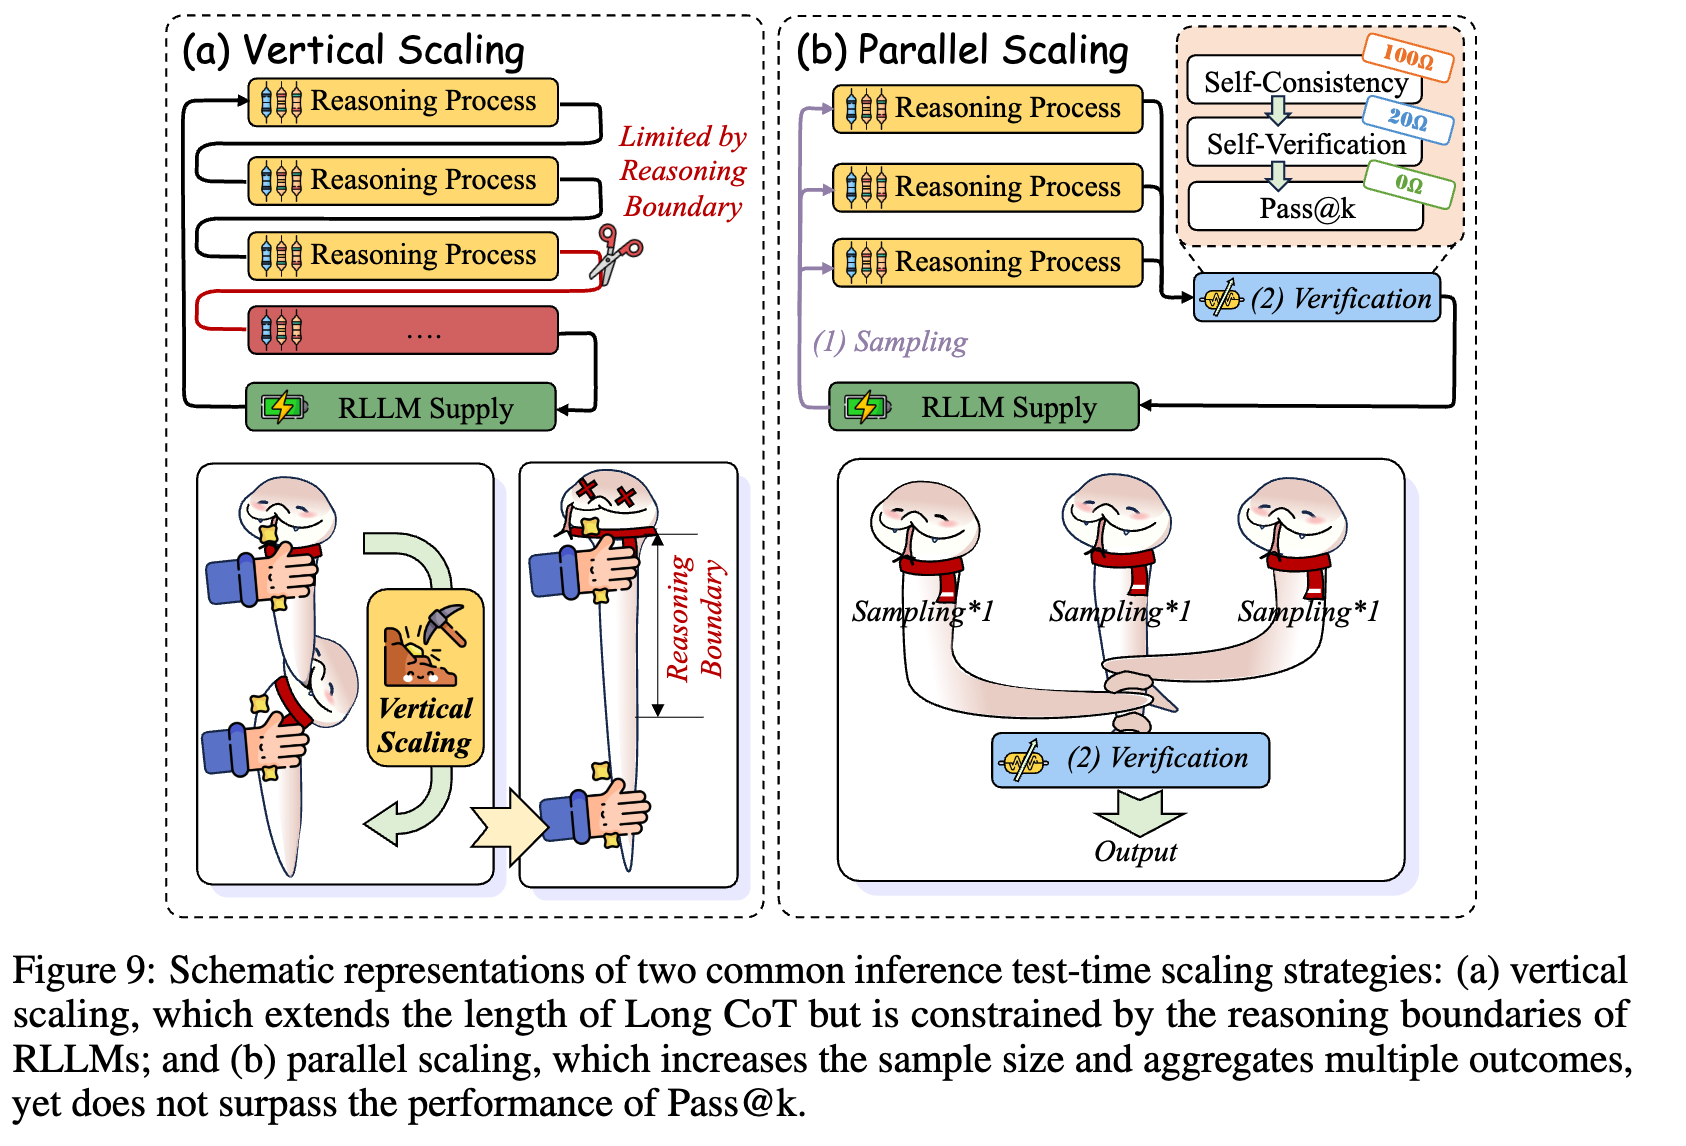 (a) Vertical Scaling
Reasoning Process
Reasoning Process
Reasoning Process
....
RLLM Supply
Limited by
Reasoning
Boundary
Vertical
Scaling
Reasoning
Boundary
(b) Parallel Scaling
Reasoning Process
Reasoning Process
Reasoning Process
(1) Sampling
RLLM Supply
100Ω
Self-Consistency
20Ω
Self-Verification
0Ω
Pass@k
(2) Verification
Sampling*1
Sampling*1
Sampling*1
(2) Verification
Output
Figure 9: Schematic representations of two common inference test-time scaling strategies: (a) vertical
scaling, which extends the length of Long CoT but is constrained by the reasoning boundaries of
RLLMs; and (b) parallel scaling, which increases the sample size and aggregates multiple outcomes,
yet does not surpass the performance of Pass@k.